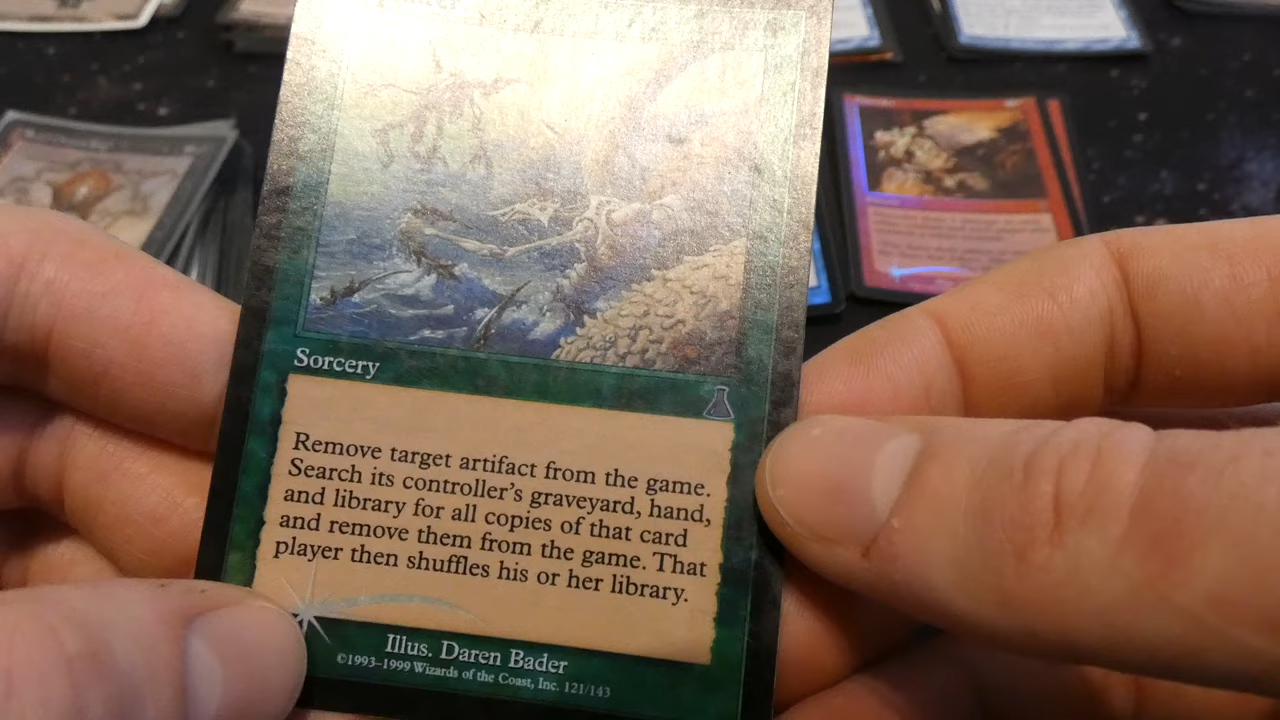 Sorcery
Remove target artifact from the game.
Search its controller's graveyard, hand,
and library for all copies of that card
and remove them from the game. That
player then shuffles his or her library.
Illus. Daren Bader
©1993–1999 Wizards of the Coast, Inc. 121/143